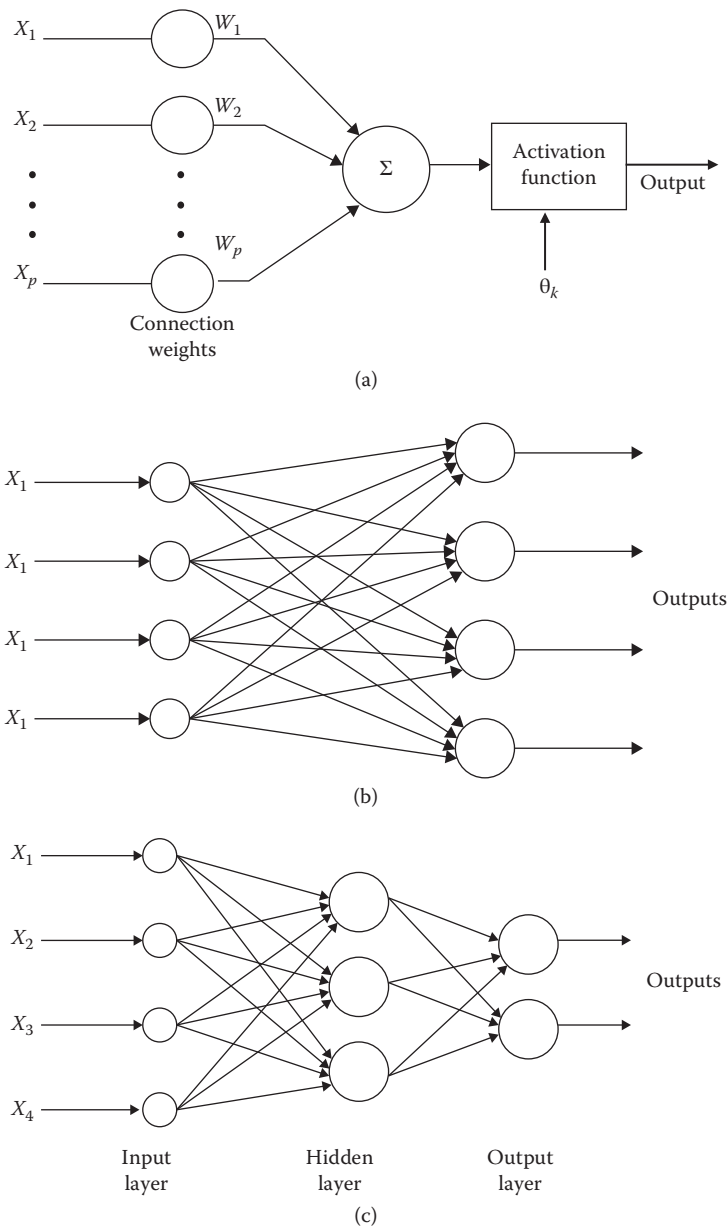 X1
W1
X2
W2
Σ
Activation
function
Output
Xp
Wp
θk
Connection
weights
(a)
X1
X1
X1
X1
Outputs
(b)
X1
X2
X3
X4
Outputs
Input
layer
Hidden
layer
Output
layer
(c)